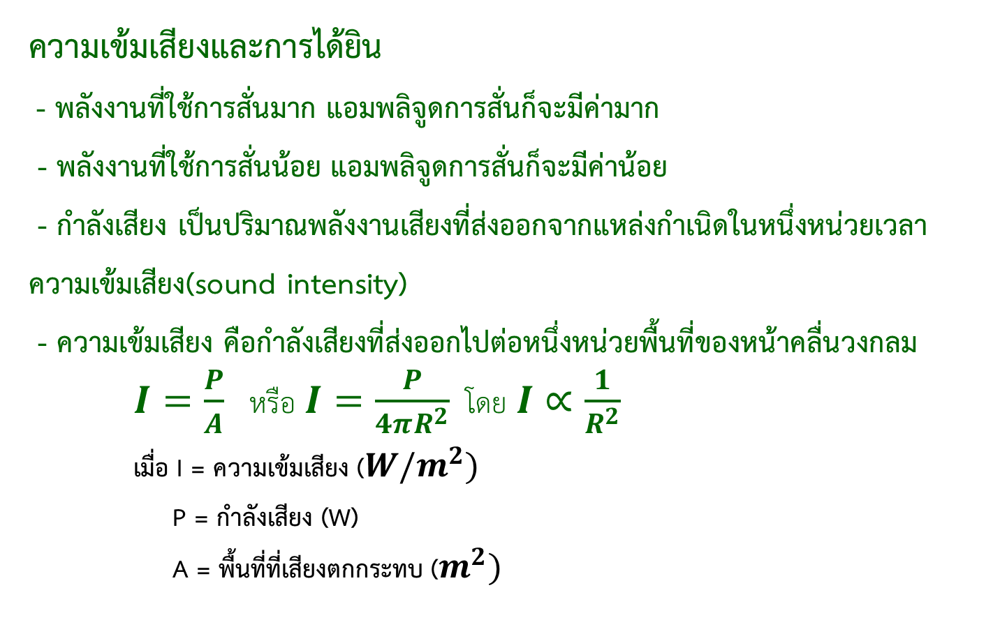 ความเข้มเสียงและการได้ยิน
- พลังงานที่ใช้การสั่นมาก แอมพลิจูดการสั่นก็จะมีค่ามาก
- พลังงานที่ใช้การสั่นน้อย แอมพลิจูดการสั่นก็จะมีค่าน้อย
- กำลังเสียง เป็นปริมาณพลังงานเสียงที่ส่งออกจากแหล่งกำเนิดในหนึ่งหน่วยเวลา
ความเข้มเสียง(sound intensity)
- ความเข้มเสียง คือกำลังเสียงที่ส่งออกไปต่อหนึ่งหน่วยพื้นที่ของหน้าคลื่นวงกลม
I = P/A หรือ I = P/4πR² โดย I ∝ 1/R²
เมื่อ I = ความเข้มเสียง (W/m²)
P = กำลังเสียง (W)
A = พื้นที่ที่เสียงตกกระทบ (m²)